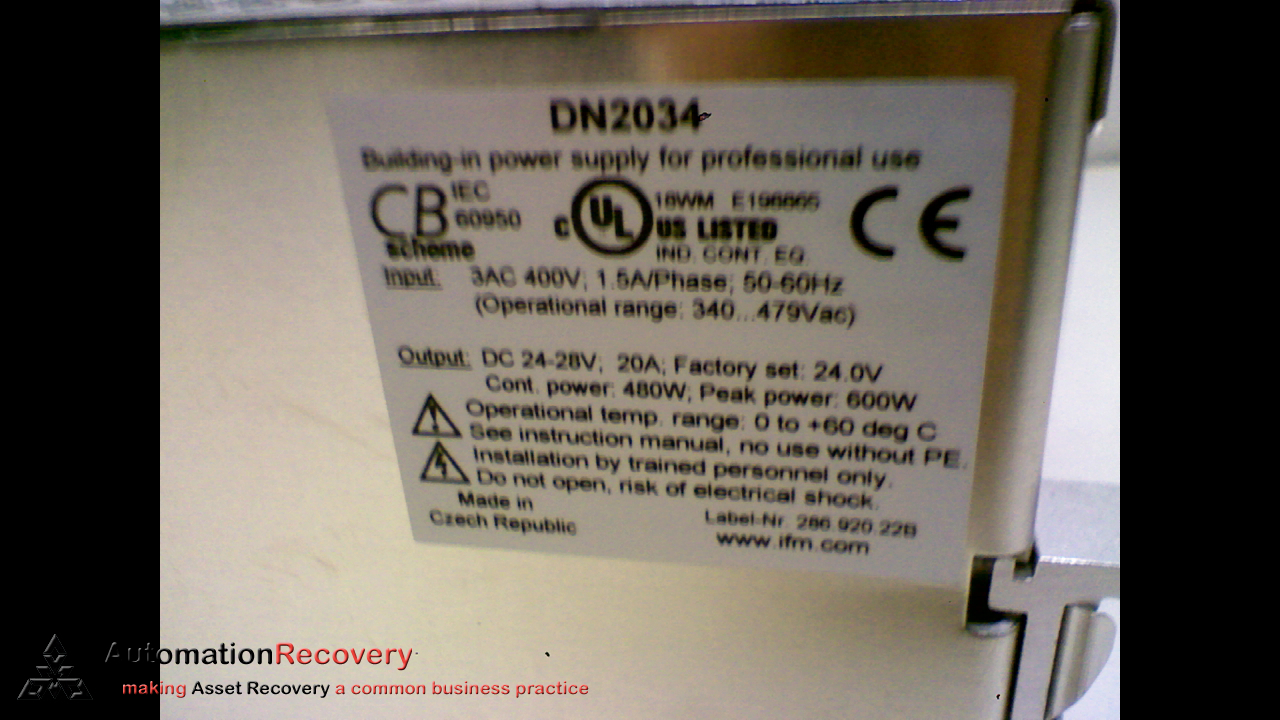 DN2034
Building-in power supply for professional use
CB IEC 60950
scheme
C UL US LISTED
18WM E198865
IND. CONT. EQ.
CE
Input: 3AC 400V; 1.5A/Phase; 50-60Hz
(Operational range: 340...479Vac)
Output: DC 24-28V; 20A; Factory set: 24.0V
Cont. power: 480W; Peak power: 600W
Operational temp. range: 0 to +60 deg C
See instruction manual, no use without PE.
Installation by trained personnel only.
Do not open, risk of electrical shock.
Made in
Czech Republic
Label-Nr. 286.920.22B
www.ifm.com
AutomationRecovery
making Asset Recovery a common business practice